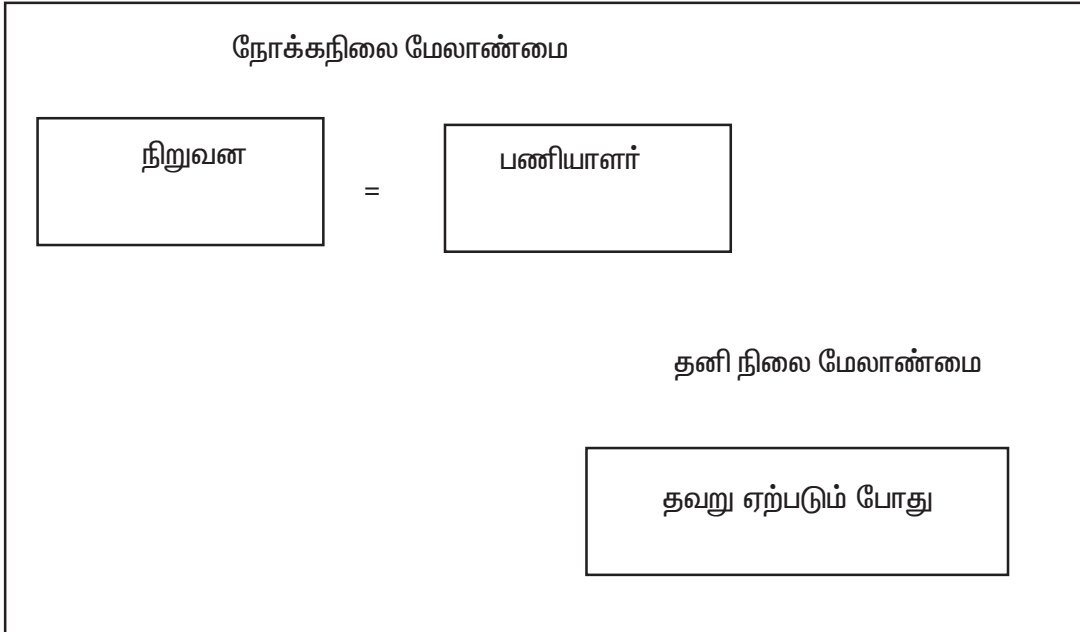 நோக்கநிலை மேலாண்மை
நிறுவன
=
பணியாளர்
தனி நிலை மேலாண்மை
தவறு ஏற்படும் போது